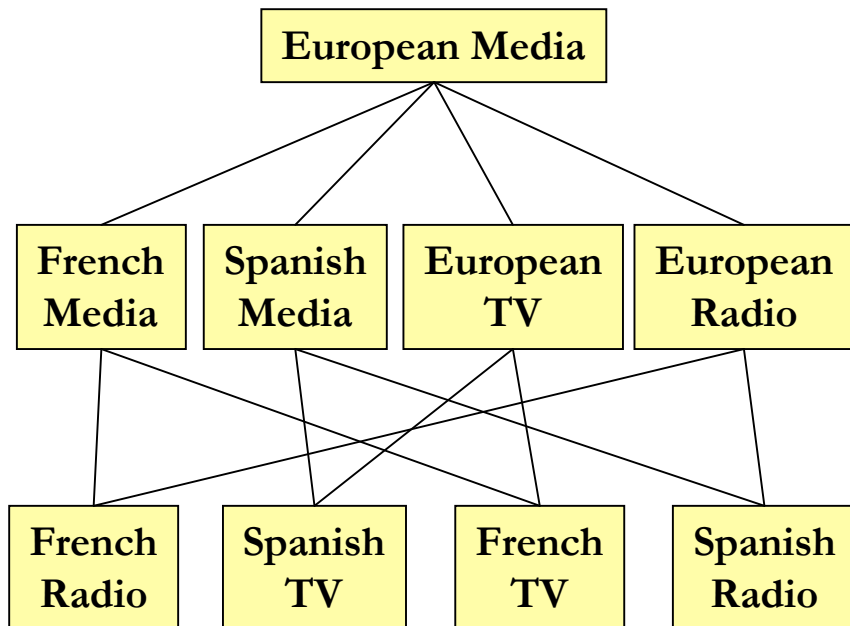 European Media
French
Media
Spanish
Media
European
TV
European
Radio
French
Radio
Spanish
TV
French
TV
Spanish
Radio